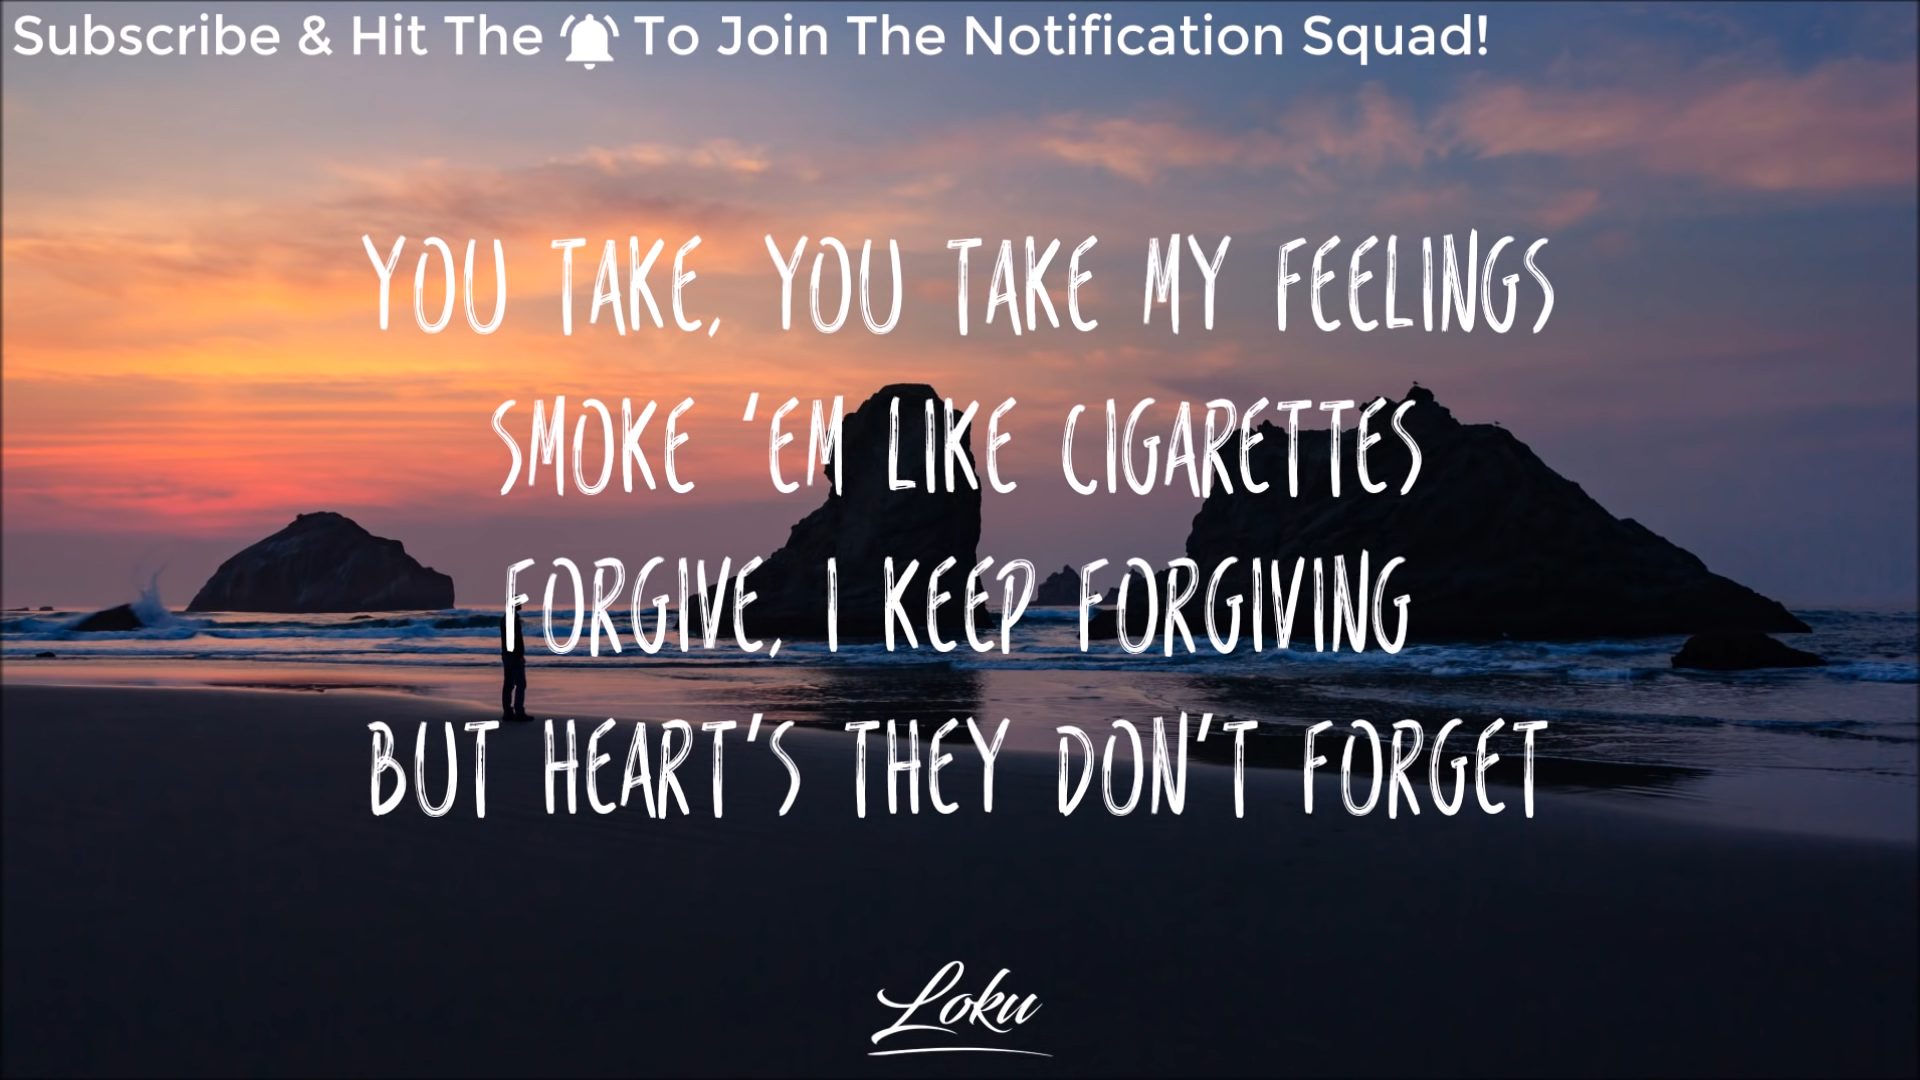 Subscribe & Hit The To Join The Notification Squad!
YOU TAKE, YOU TAKE MY FEELINGS
SMOKE 'EM LIKE CIGARETTES
FORGIVE, I KEEP FORGIVING
BUT HEART'S THEY DON'T FORGET
Loku